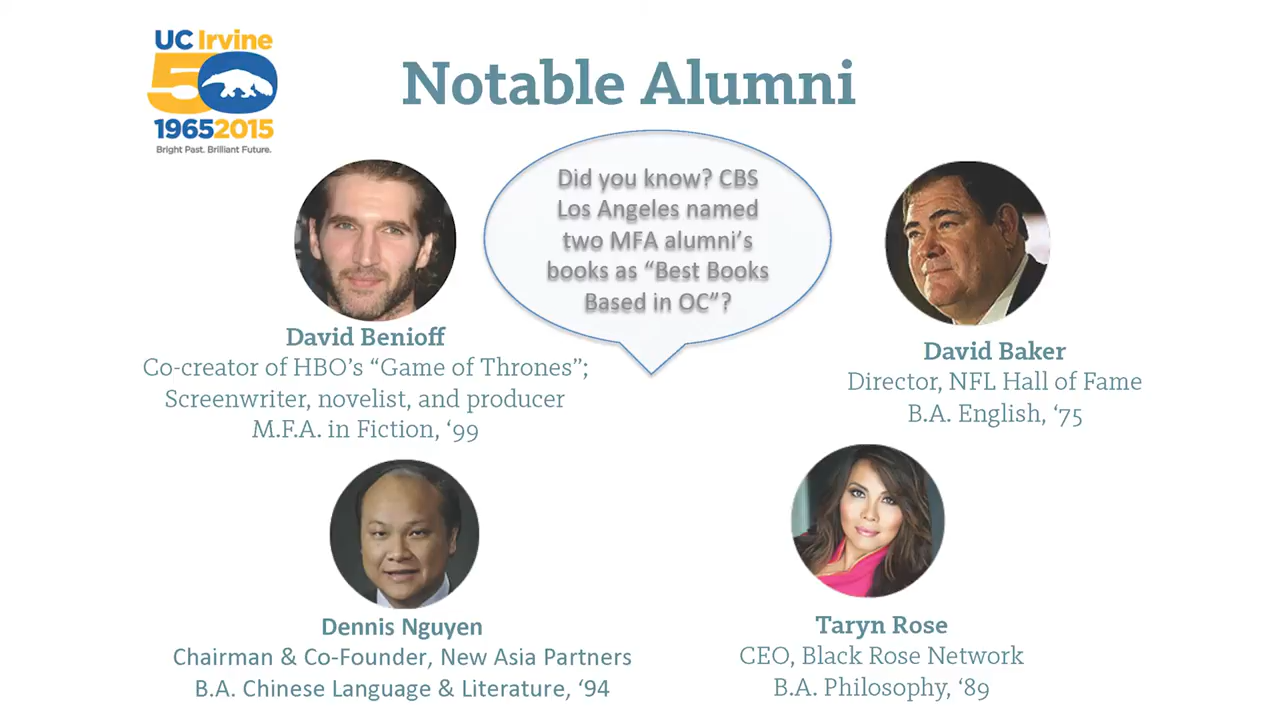 UC Irvine
50
19652015
Bright Past. Brilliant Future.
Notable Alumni
Did you know? CBS
Los Angeles named
two MFA alumni’s
books as “Best Books
Based in OC”?
David Benioff
Co-creator of HBO’s “Game of Thrones”;
Screenwriter, novelist, and producer
M.F.A. in Fiction, ‘99
David Baker
Director, NFL Hall of Fame
B.A. English, ‘75
Dennis Nguyen
Chairman & Co-Founder, New Asia Partners
B.A. Chinese Language & Literature, ‘94
Taryn Rose
CEO, Black Rose Network
B.A. Philosophy, ‘89